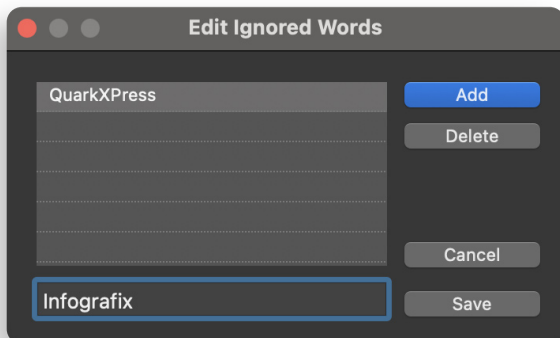 Edit Ignored Words
QuarkXPress
Add
Delete
Cancel
Infografix
Save